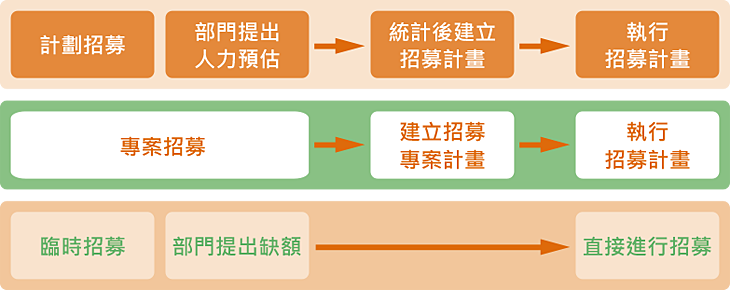 計劃招募
部門提出
人力預估
統計後建立
招募計畫
執行
招募計畫
專案招募
建立招募
專案計畫
執行
招募計畫
臨時招募
部門提出缺額
直接進行招募